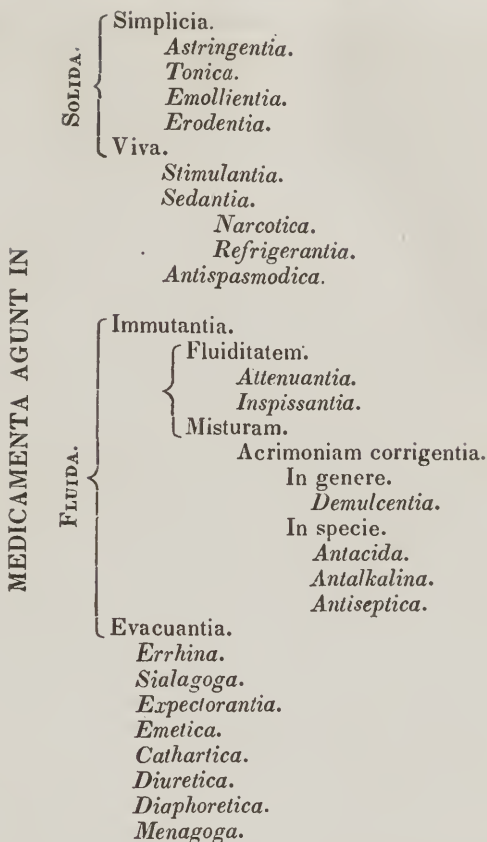 MEDICAMENTA AGUNT IN
SOLIDA.
Simplicia.
Astringentia.
Tonica.
Emollientia.
Erodentia.
Viva.
Stimulantia.
Sedantia.
Narcotica.
Refrigerantia.
Antispasmodica.
FLUIDA.
Immutantia.
Fluiditatem.
Attenuantia.
Inspissantia.
Misturam.
Acrimoniam corrigentia.
In genere.
Demulcentia.
In specie.
Antacida.
Antalkalina.
Antiseptica.
Evacuantia.
Errhina.
Sialagoga.
Expectorantia.
Emetica.
Cathartica.
Diuretica.
Diaphoretica.
Menagoga.